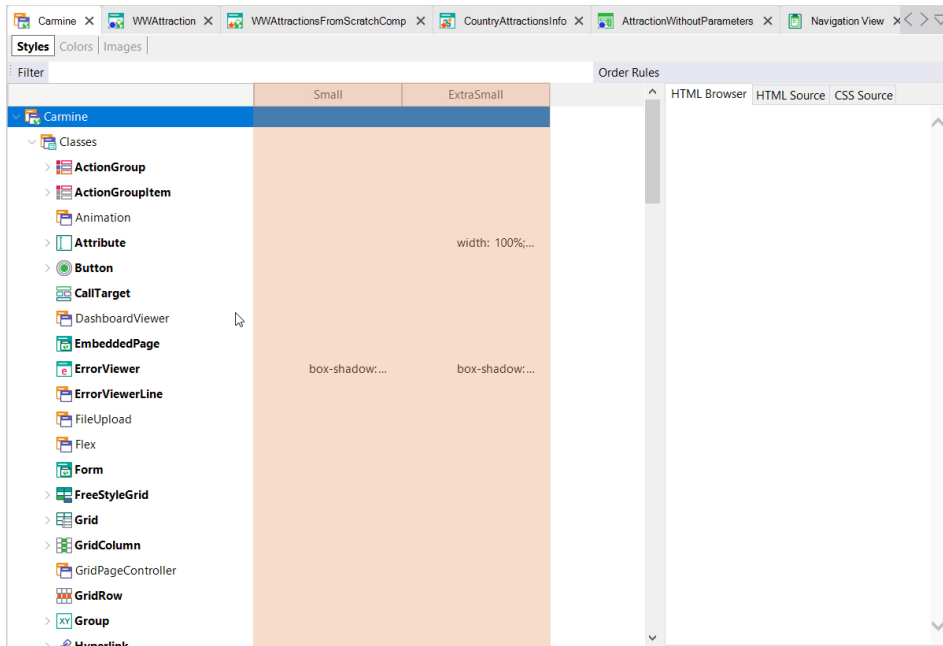 Carmine WWAttraction WWAttractionsFromScratchComp CountryAttractionsInfo AttractionWithoutParameters Navigation View
Styles Colors Images
Filter Order Rules
Small ExtraSmall HTML Browser HTML Source CSS Source
Carmine
Classes
ActionGroup
ActionGroupItem
Animation
Attribute width: 100%;...
Button
CallTarget
DashboardViewer
EmbeddedPage
ErrorViewer box-shadow:... box-shadow:...
ErrorViewerLine
FileUpload
Flex
Form
FreeStyleGrid
Grid
GridColumn
GridPageController
GridRow
XY Group
Hyperlink